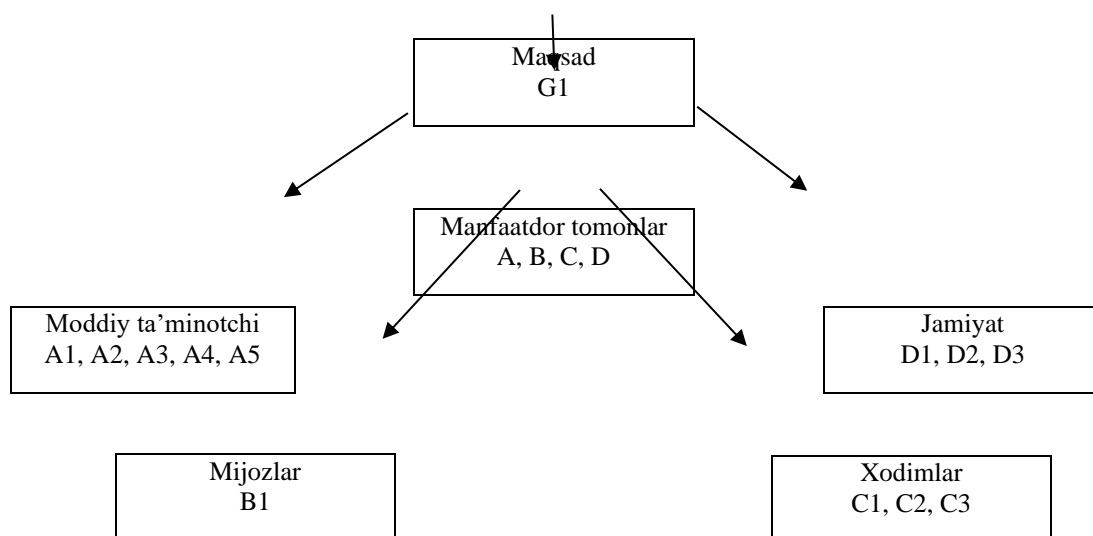 Maqsad
G1
Manfaatdor tomonlar
A, B, C, D
Moddiy ta’minotchi
A1, A2, A3, A4, A5
Jamiyat
D1, D2, D3
Mijozlar
B1
Xodimlar
C1, C2, C3